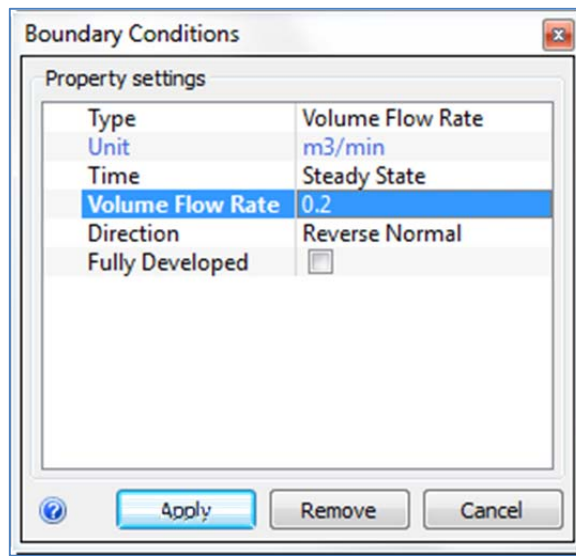 Boundary Conditions
Property settings
Type Volume Flow Rate
Unit m3/min
Time Steady State
Volume Flow Rate 0.2
Direction Reverse Normal
Fully Developed
Apply Remove Cancel